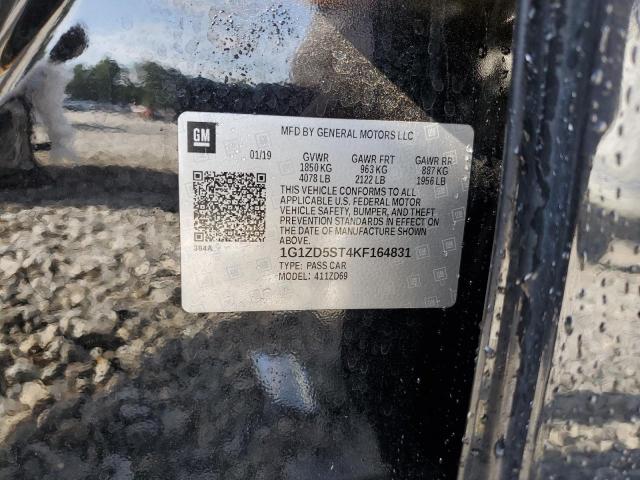 GM
MFD BY GENERAL MOTORS LLC
01/19 GVWR GAWR FRT GAWR RR
1850 KG 963 KG 887 KG
4078 LB 2122 LB 1956 LB
THIS VEHICLE CONFORMS TO ALL
APPLICABLE U.S. FEDERAL MOTOR
VEHICLE SAFETY, BUMPER, AND THEFT
PREVENTION STANDARDS IN EFFECT ON
THE DATE OF MANUFACTURE SHOWN
ABOVE.
384A
1G1ZD5ST4KF164831
TYPE: PASS CAR
MODEL: 411ZD69